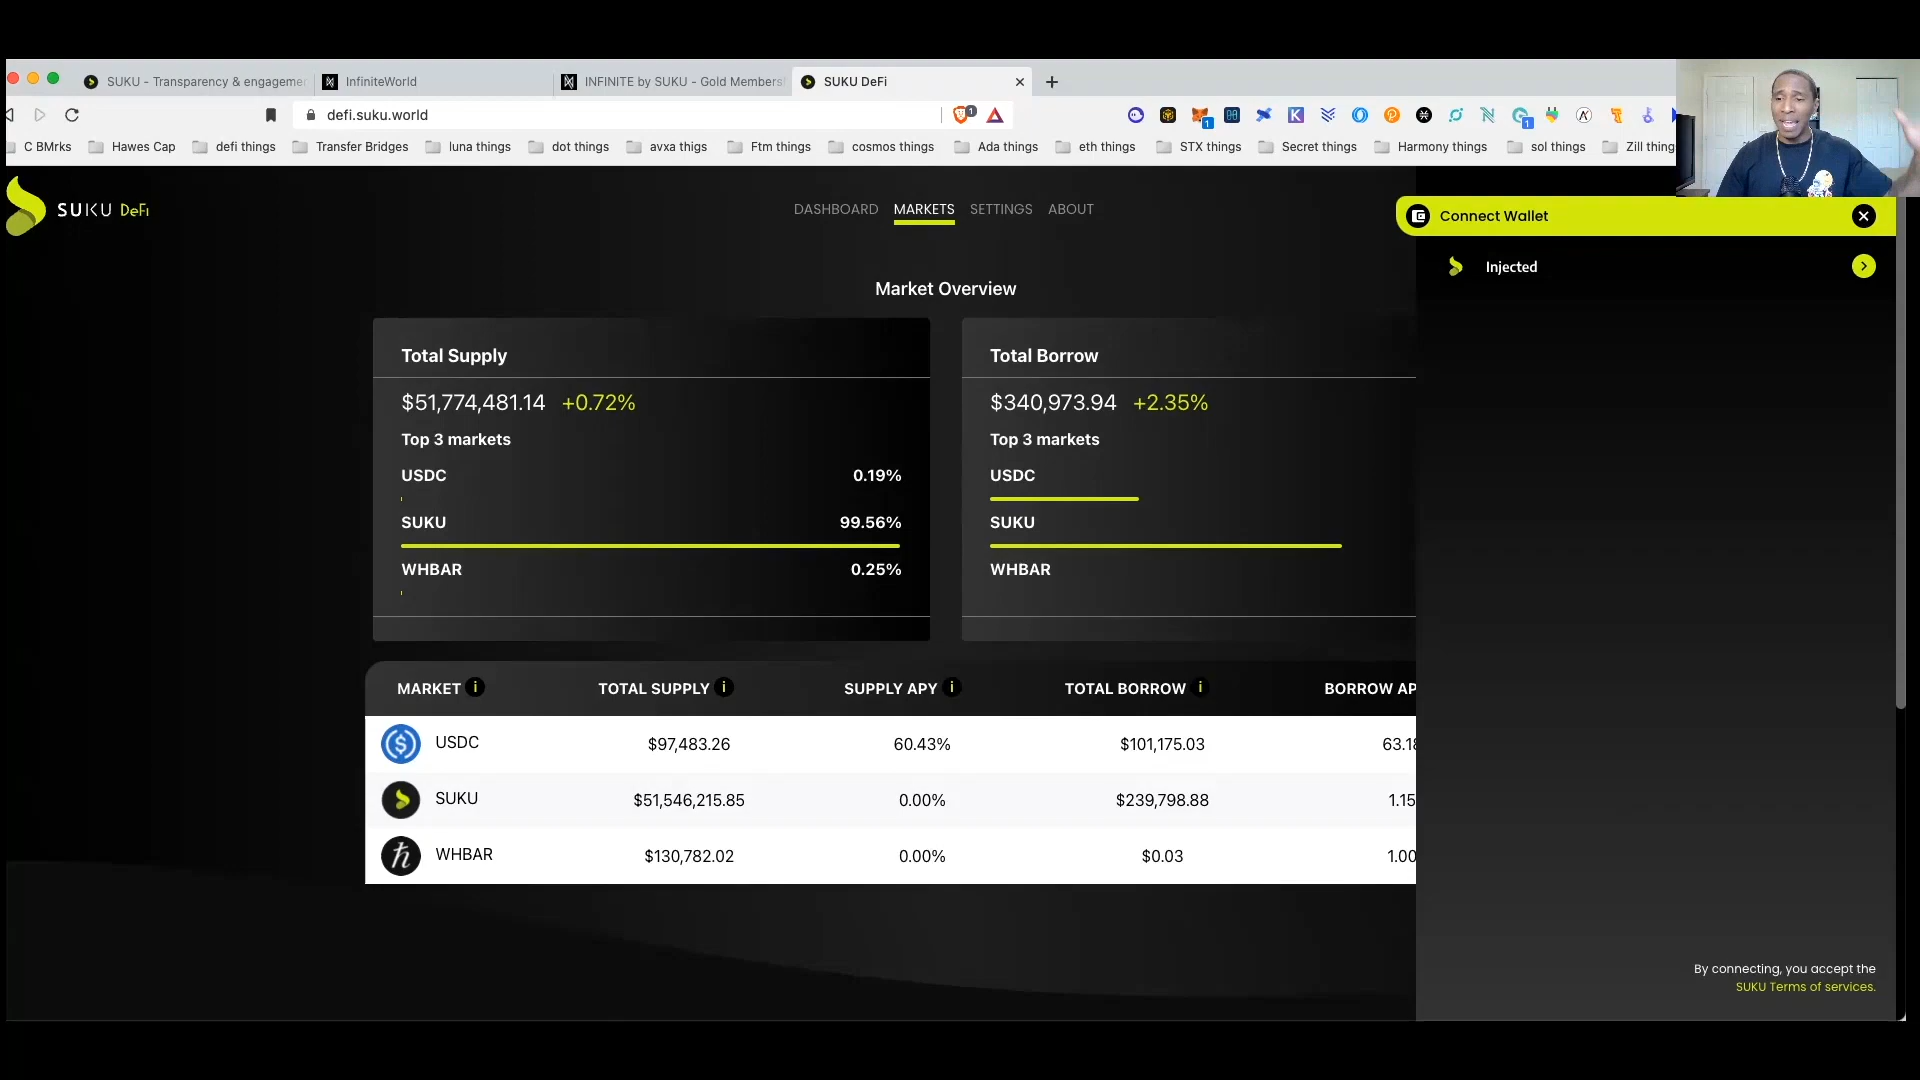 SUKU - Transparency & engagemen
InfiniteWorld
INFINITE by SUKU - Gold Members
SUKU DeFi
defi.suku.world
1
1
1
C BMrks
Hawes Cap
defi things
Transfer Bridges
luna things
dot things
avxa thigs
Ftm things
cosmos things
Ada things
eth things
STX things
Secret things
Harmony things
sol things
Zill thing
SUKU DeFi
DASHBOARD
MARKETS
SETTINGS
ABOUT
Connect Wallet
Injected
Market Overview
Total Supply
$51,774,481.14 +0.72%
Top 3 markets
USDC 0.19%
SUKU 99.56%
WHBAR 0.25%
Total Borrow
$340,973.94 +2.35%
Top 3 markets
USDC
SUKU
WHBAR
MARKET i TOTAL SUPPLY i SUPPLY APY i TOTAL BORROW i BORROW AP
USDC $97,483.26 60.43% $101,175.03 63.18
SUKU $51,546,215.85 0.00% $239,798.88 1.15
WHBAR $130,782.02 0.00% $0.03 1.00
By connecting, you accept the
SUKU Terms of services.